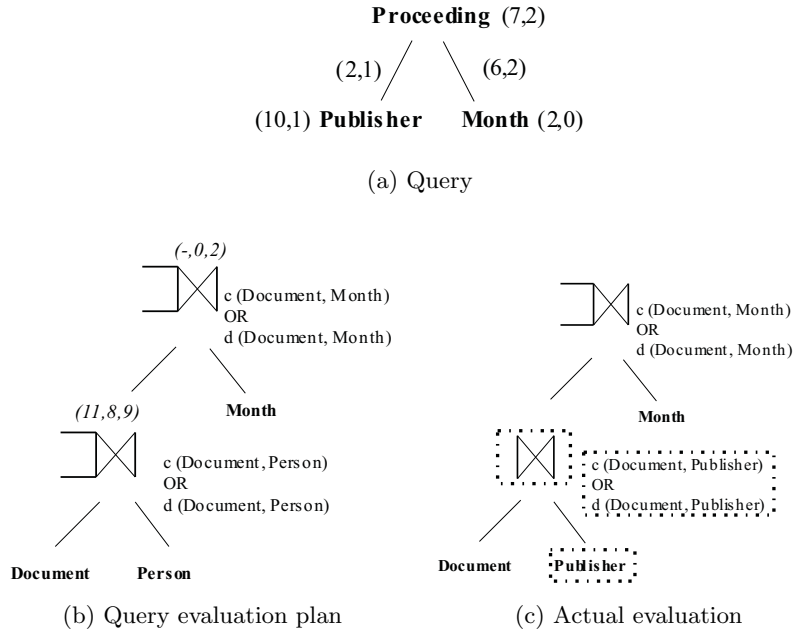 Proceeding (7,2)
(2,1) (6,2)
(10,1) Publisher Month (2,0)
(a) Query
(-,0,2)
c (Document, Month)
OR
d (Document, Month)
Month
(11,8,9)
c (Document, Person)
OR
d (Document, Person)
Document Person
(b) Query evaluation plan
c (Document, Month)
OR
d (Document, Month)
Month
c (Document, Publisher)
OR
d (Document, Publisher)
Document Publisher
(c) Actual evaluation